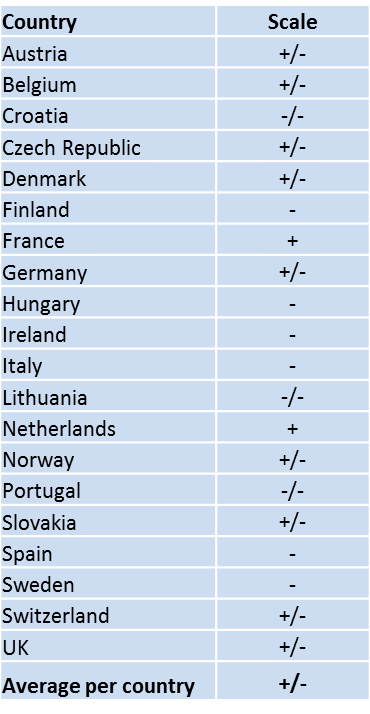 Country Scale
Austria +/-
Belgium +/-
Croatia -/-
Czech Republic +/-
Denmark +/-
Finland -
France +
Germany +/-
Hungary -
Ireland -
Italy -
Lithuania -/-
Netherlands +
Norway +/-
Portugal -/-
Slovakia +/-
Spain -
Sweden -
Switzerland +/-
UK +/-
Average per country +/-